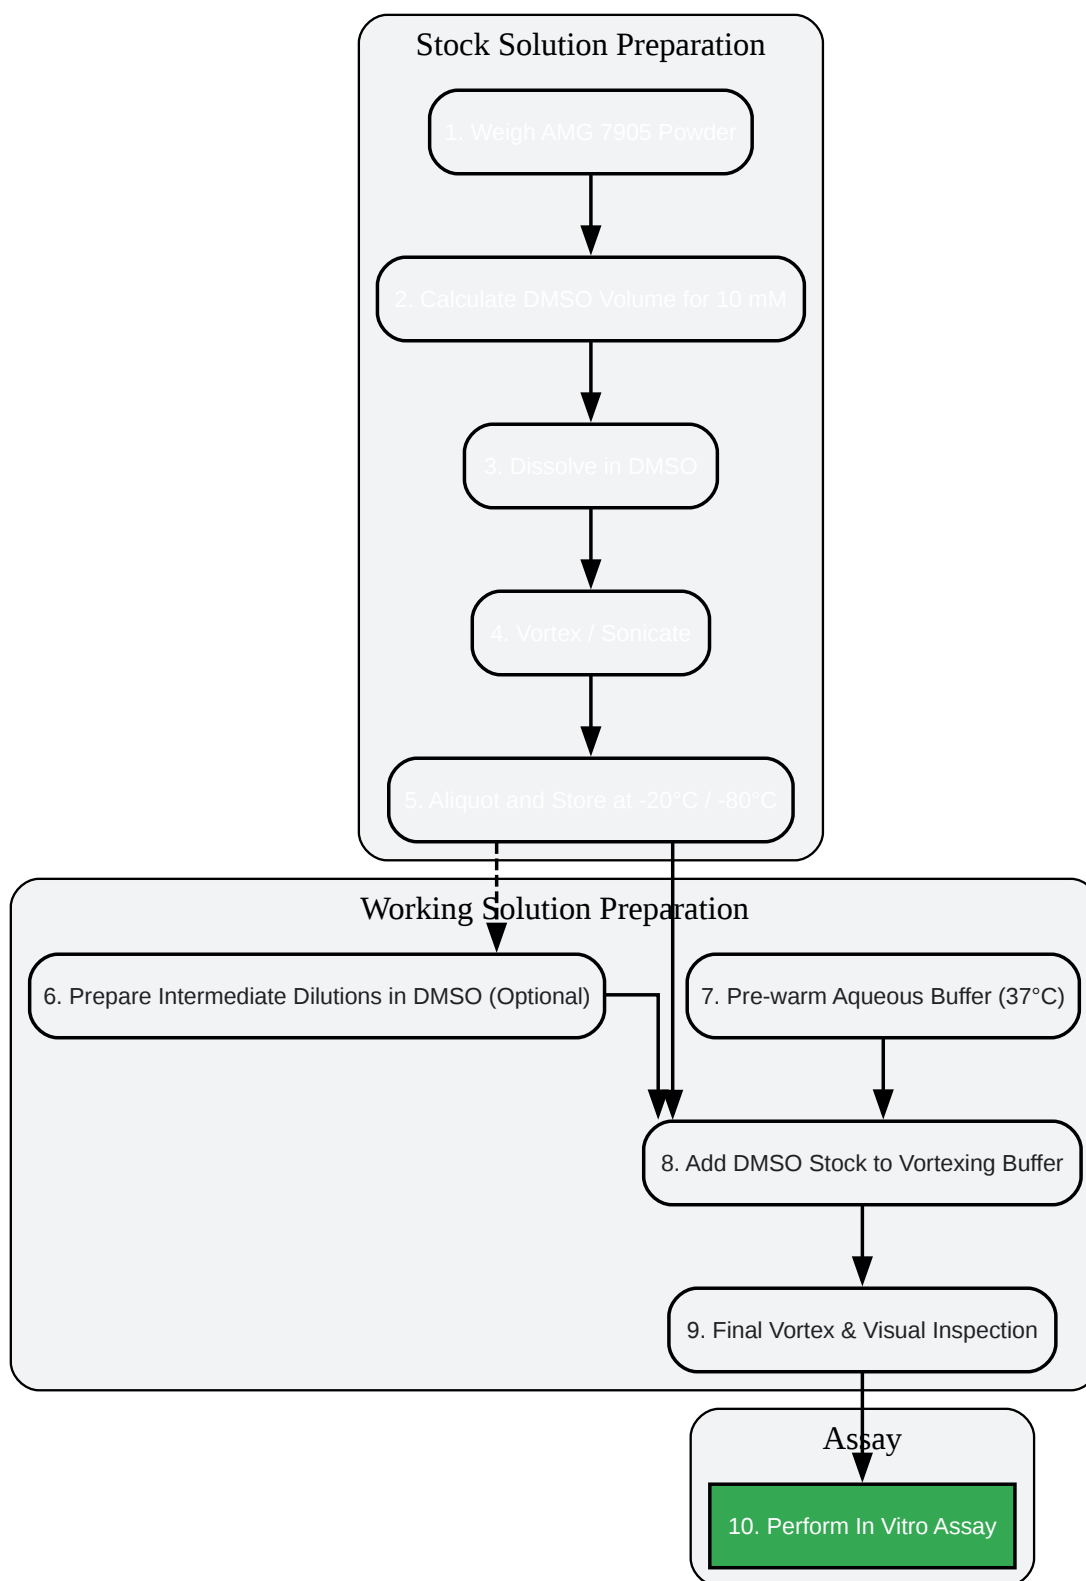 Stock Solution Preparation
1. Weigh AMG 7905 Powder
2. Calculate DMSO Volume for 10 mM
3. Dissolve in DMSO
4. Vortex / Sonicate
5. Aliquot and Store at -20°C / -80°C
Working Solution Preparation
6. Prepare Intermediate Dilutions in DMSO (Optional)
7. Pre-warm Aqueous Buffer (37°C)
8. Add DMSO Stock to Vortexing Buffer
9. Final Vortex & Visual Inspection
Assay
10. Perform In Vitro Assay